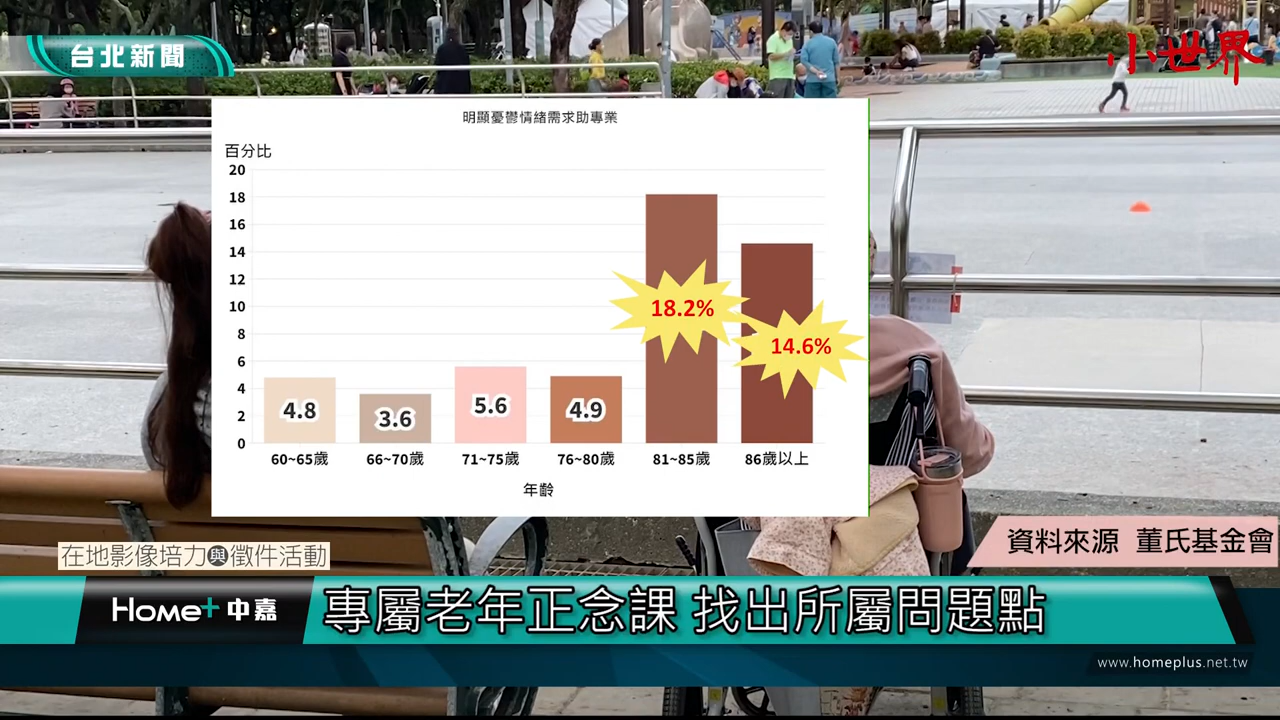 台北新聞
小世界
明顯憂鬱情緒需求助專業
百分比
20
18
16
14
12
10
8
6
4
2
0
4.8
3.6
5.6
4.9
18.2%
14.6%
60~65歲
66~70歲
71~75歲
76~80歲
81~85歲
86歲以上
年齡
資料來源 董氏基金會
在地影像培力與徵件活動
Home+中嘉
專屬老年正念課 找出所屬問題點
www.homeplus.net.tw